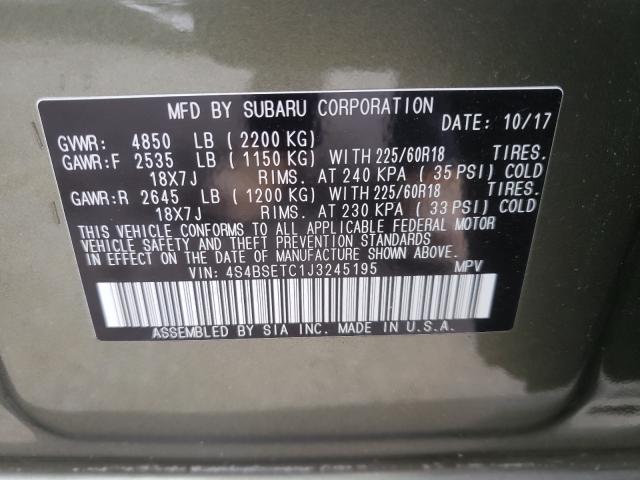 MFD BY SUBARU CORPORATION
DATE: 10/17
GVWR: 4850 LB (2200 KG)
GAWR:F 2535 LB (1150 KG) WITH 225/60R18 TIRES.
18X7J RIMS. AT 240 KPA (35 PSI) COLD
GAWR:R 2645 LB (1200 KG) WITH 225/60R18 TIRES.
18X7J RIMS. AT 230 KPA (33 PSI) COLD
THIS VEHICLE CONFORMS TO ALL APPLICABLE FEDERAL MOTOR
VEHICLE SAFETY AND THEFT PREVENTION STANDARDS
IN EFFECT ON THE DATE OF MANUFACTURE SHOWN ABOVE.
VIN: 4S4BSETC1J3245195 MPV
ASSEMBLED BY SIA INC. MADE IN U.S.A.